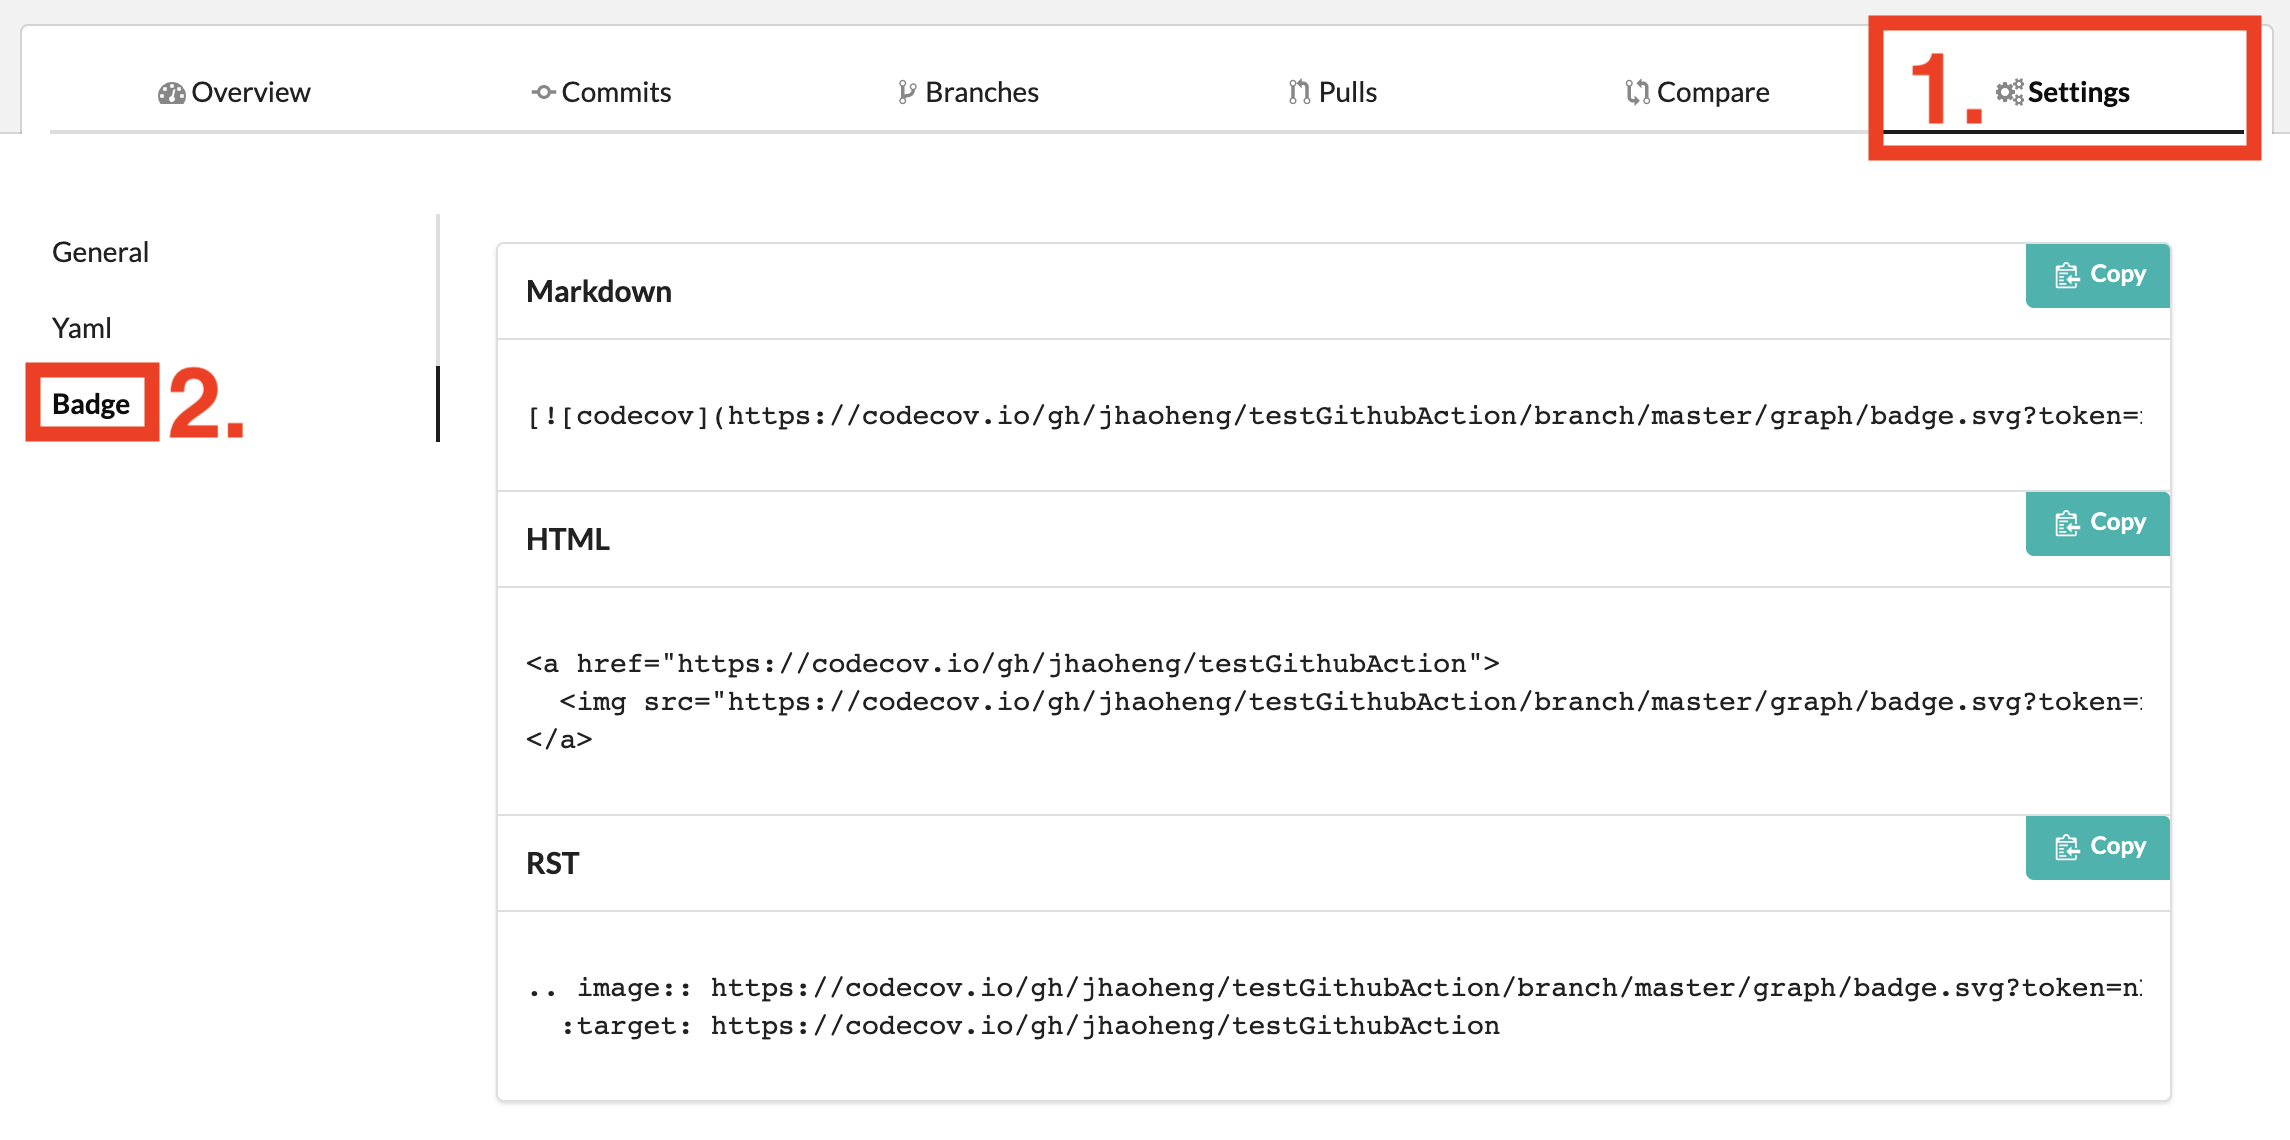 Overview Commits Branches Pulls Compare 1. Settings
General
Yaml
Badge 2.
Markdown
Copy
[![codecov](https://codecov.io/gh/jhaoheng/testGithubAction/branch/master/graph/badge.svg?token=
HTML
Copy
<a href="https://codecov.io/gh/jhaoheng/testGithubAction">
<img src="https://codecov.io/gh/jhaoheng/testGithubAction/branch/master/graph/badge.svg?token=
</a>
RST
Copy
.. image:: https://codecov.io/gh/jhaoheng/testGithubAction/branch/master/graph/badge.svg?token=n
:target: https://codecov.io/gh/jhaoheng/testGithubAction